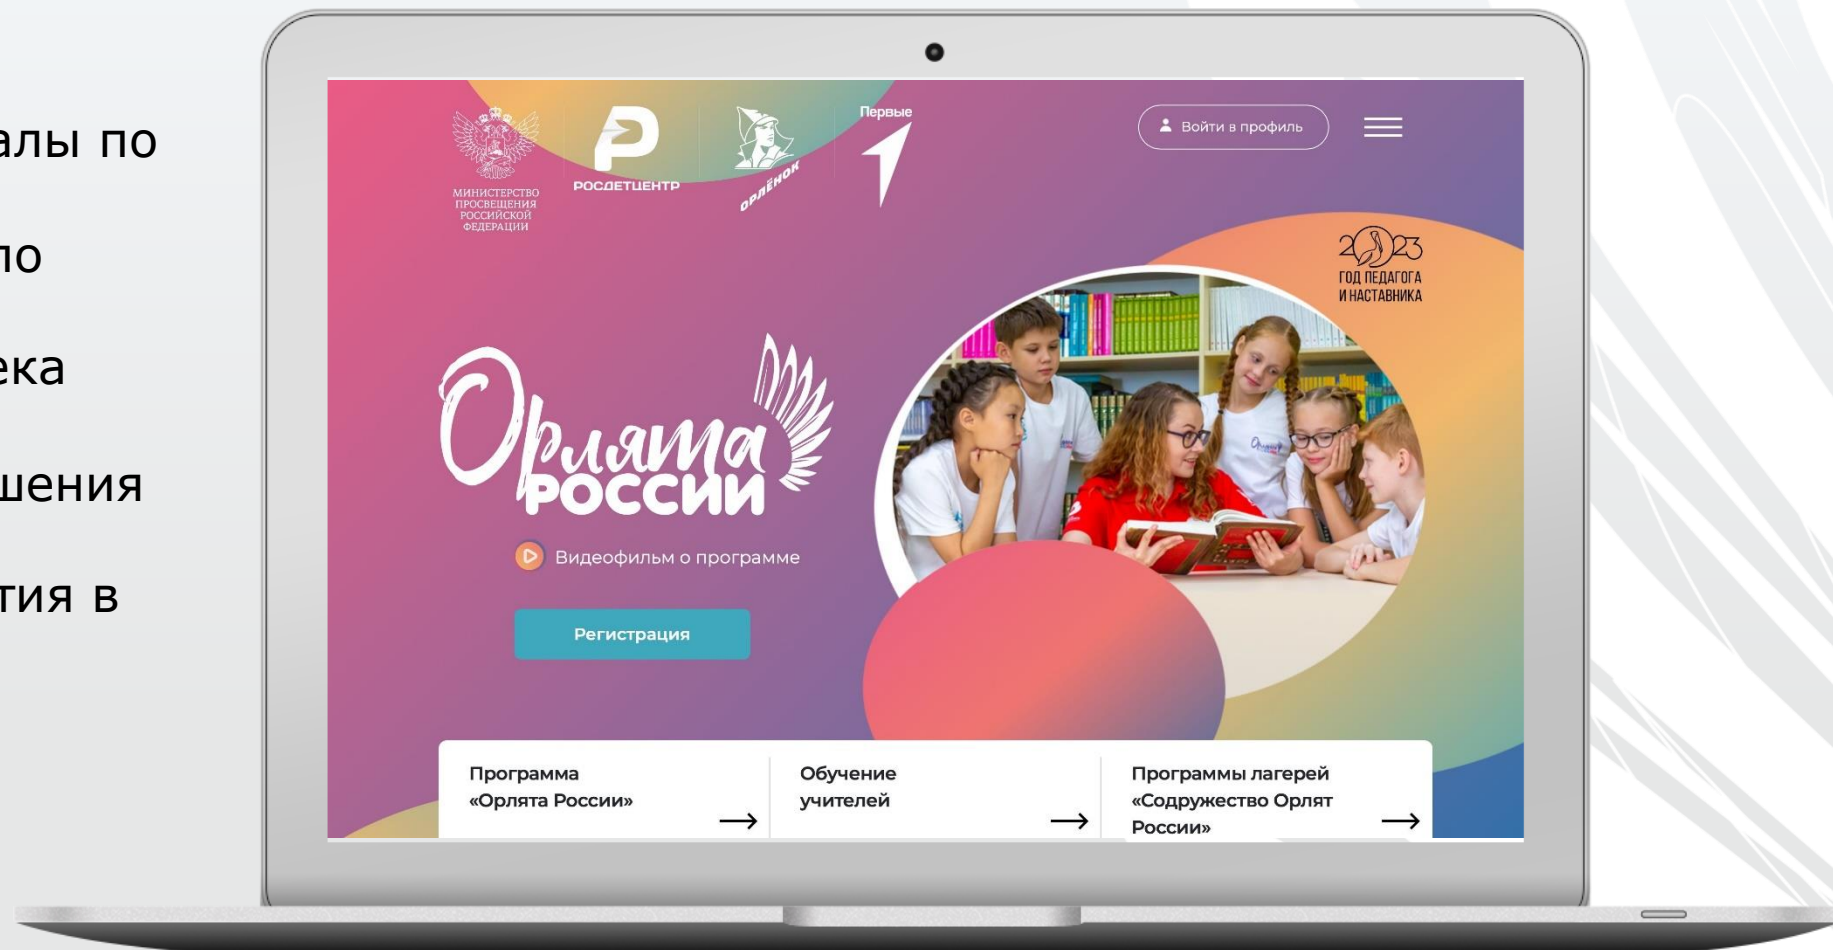 алы по
по
ека
шения
тия в
МИНИСТЕРСТВО
ПРОСВЕЩЕНИЯ
РОССИЙСКОЙ
ФЕДЕРАЦИИ
РОСДЕТЦЕНТР
ОРЛЁНОК
Первые
Войти в профиль
2023
ГОД ПЕДАГОГА
И НАСТАВНИКА
Орлята
РОССИИ
Видеофильм о программе
Регистрация
Программа
«Орлята России»
Обучение
учителей
Программы лагерей
«Содружество Орлят
России»